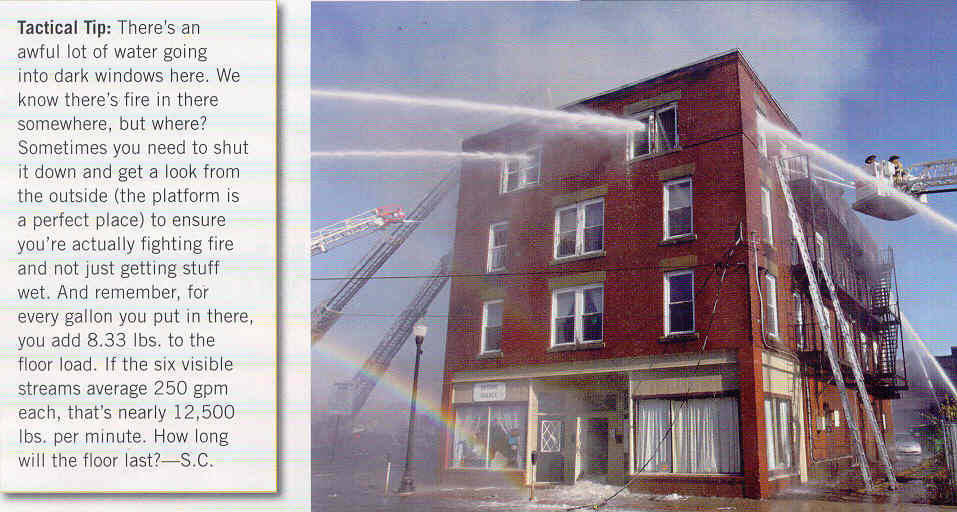 Tactical Tip: There's an
awful lot of water going
into dark windows here. We
know there's fire in there
somewhere, but where?
Sometimes you need to shut
it down and get a look from
the outside (the platform is
a perfect place) to ensure
you're actually fighting fire
and not just getting stuff
wet. And remember, for
every gallon you put in there,
you add 8.33 lbs. to the
floor load. If the six visible
streams average 250 gpm
each, that's nearly 12,500
lbs. per minute. How long
will the floor last?—S.C.